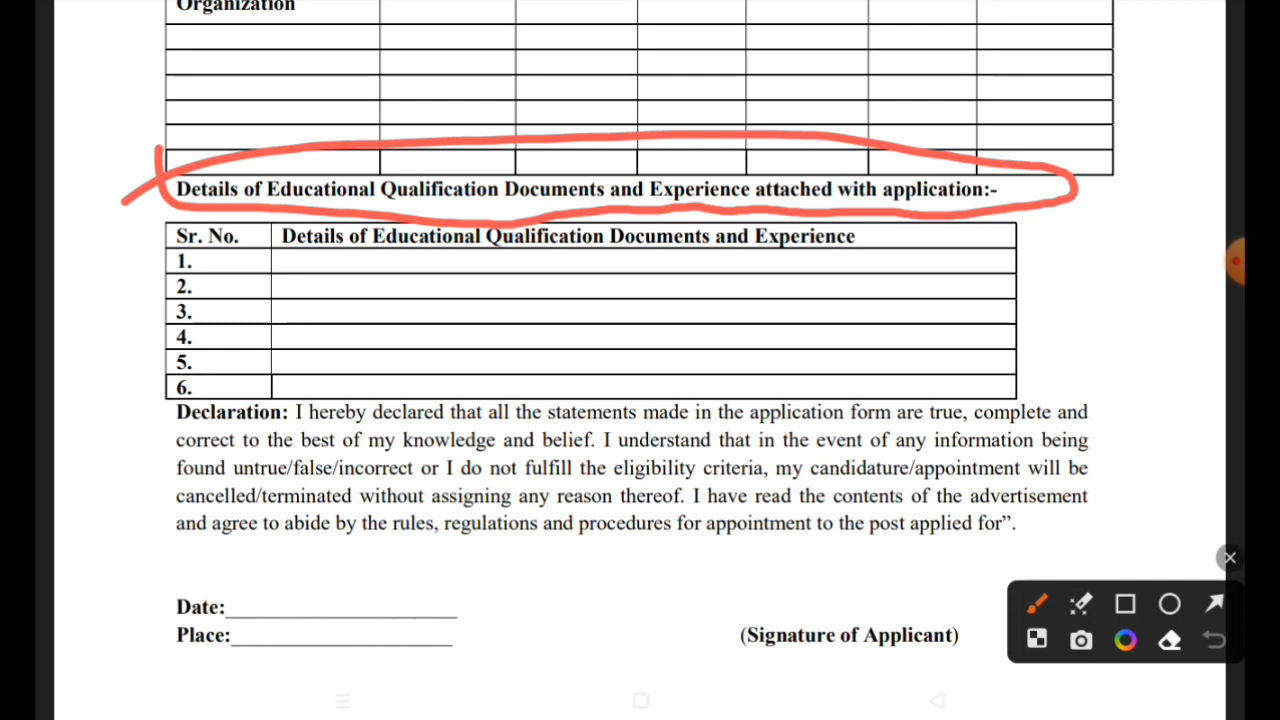 Organization
Details of Educational Qualification Documents and Experience attached with application:-
Sr. No. Details of Educational Qualification Documents and Experience
1.
2.
3.
4.
5.
6.
Declaration: I hereby declared that all the statements made in the application form are true, complete and
correct to the best of my knowledge and belief. I understand that in the event of any information being
found untrue/false/incorrect or I do not fulfill the eligibility criteria, my candidature/appointment will be
cancelled/terminated without assigning any reason thereof. I have read the contents of the advertisement
and agree to abide by the rules, regulations and procedures for appointment to the post applied for”.
Date:_____________________
Place:____________________ (Signature of Applicant)